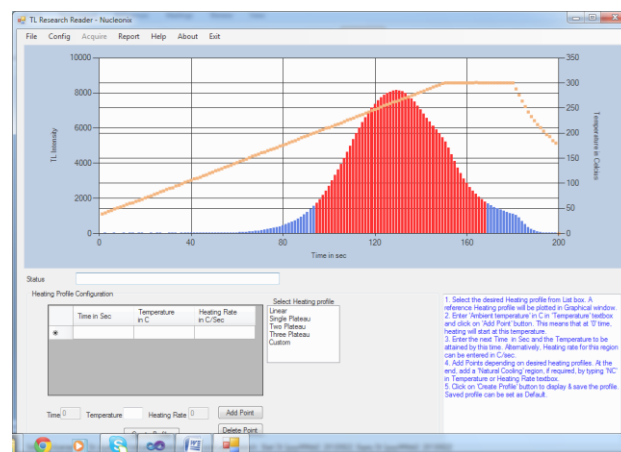 TL Research Reader - Nucleonix
File Config Acquire Report Help About Exit
10000
8000
6000
4000
2000
0
TL Intensity
350
300
250
200
150
100
50
0
Temperature in Celcius
0 40 80 120 160 200
Time in sec
Status
Heating Profile Configuration
Time in Sec
Temperature
in C
Heating Rate
in C/Sec
Select Heating profile
Linear
Single Plateau
Two Plateau
Three Plateau
Custom
Time 0 Temperature Heating Rate 0 Add Point
Delete Point
1. Select the desired Heating profile from List box. A
reference Heating profile will be plotted in Graphical window.
2. Enter 'Ambient temperature' in C in 'Temperature' textbox
and click on 'Add Point' button. This means that at '0' time,
heating will start at this temperature.
3. Enter the next Time in Sec and the Temperature to be
attained by this time. Alternatively, Heating rate for this region
can be entered in C/sec.
4. Add Points depending on desired heating profiles. At the
end, add a 'Natural Cooling' region, if required, by typing 'NC'
in Temperature or Heating Rate textbox.
5. Click on 'Create Profile' button to display & save the profile.
Saved profile can be set as Default.